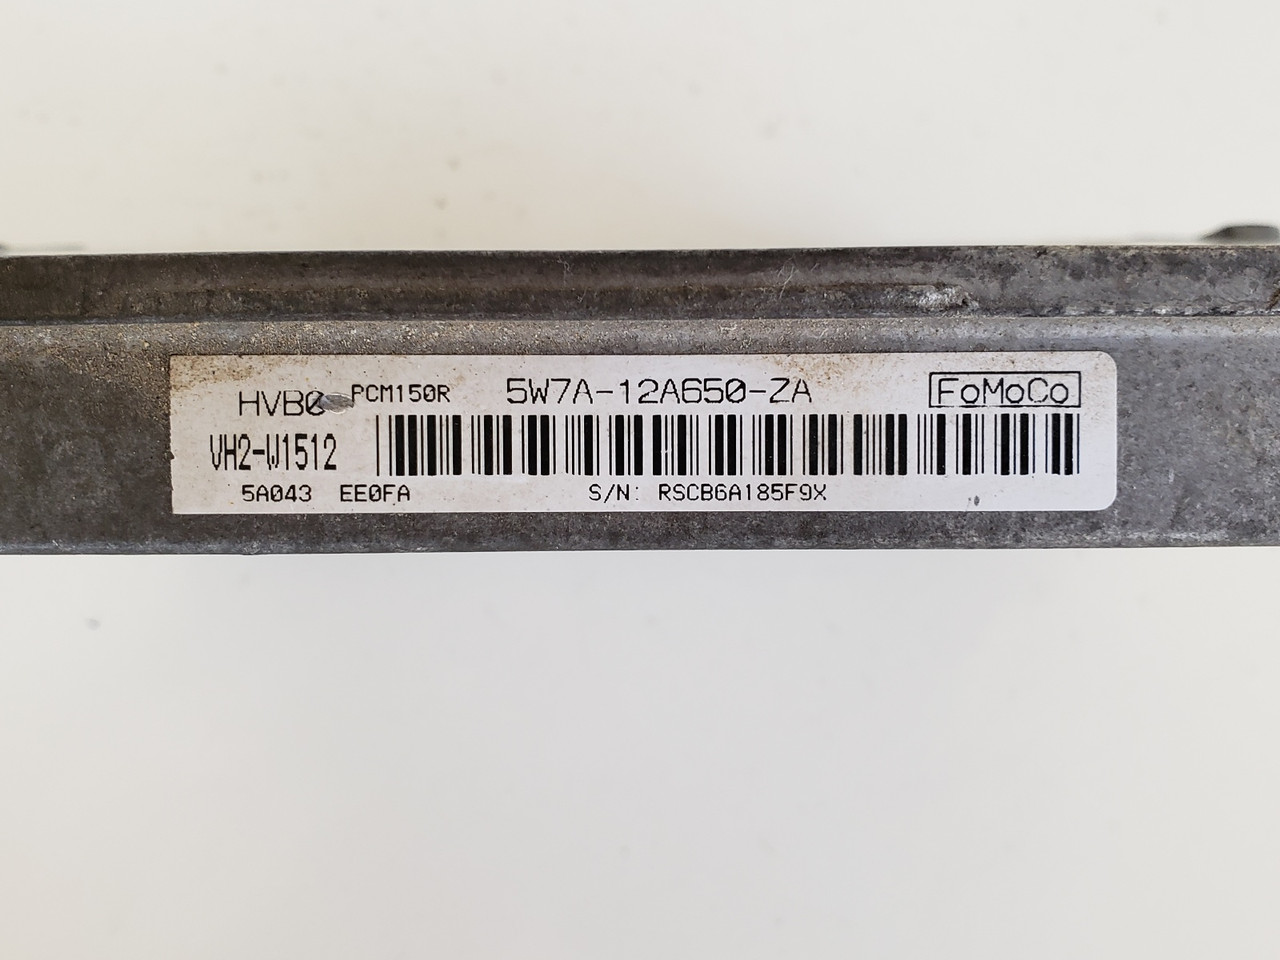 HVB0 PCM150R 5W7A-12A650-ZA FoMoCo
VH2-W1512
5A043 EE0FA S/N: RSCB6A185F9X